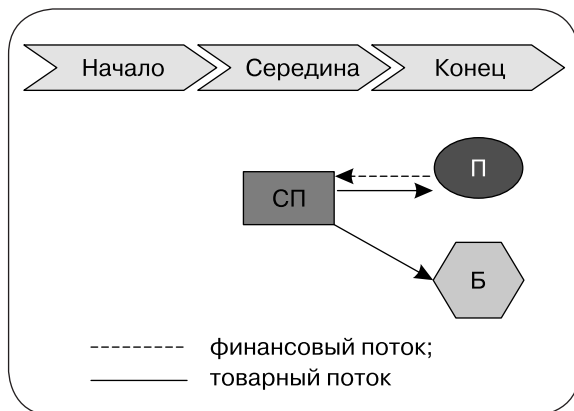 Начало Середина Конец
П
СП
Б
финансовый поток;
товарный поток